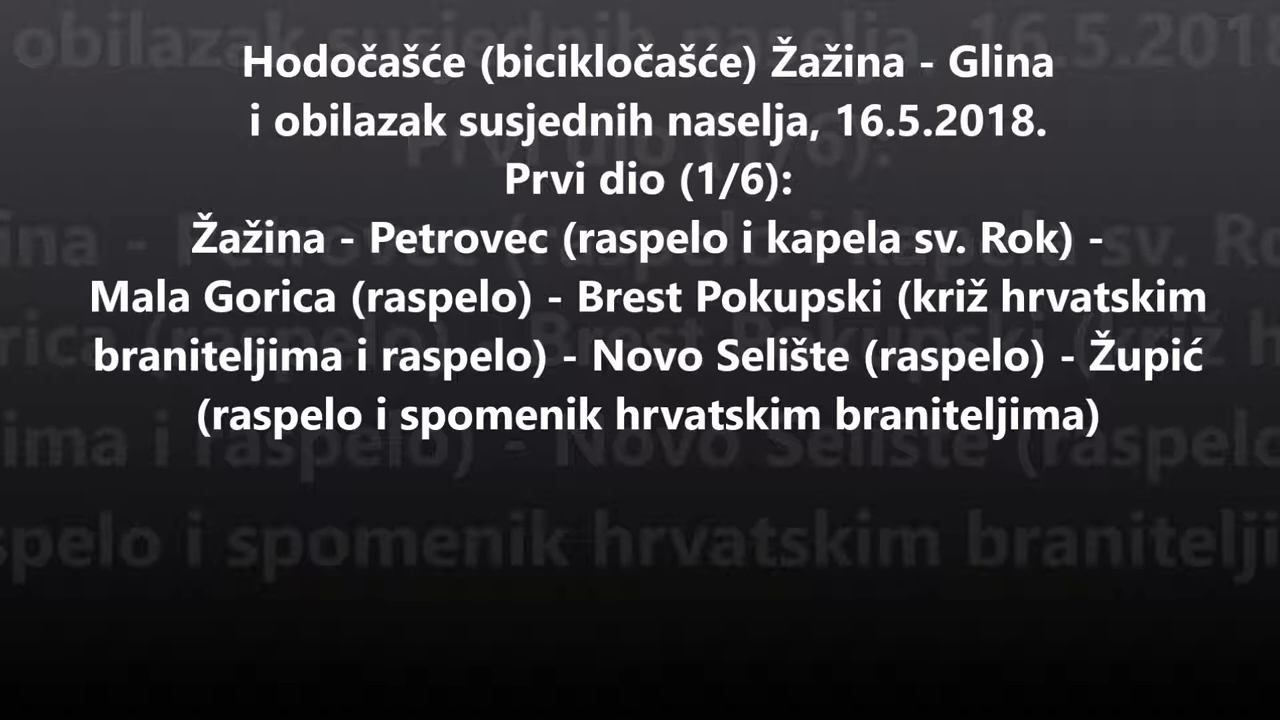 Hodočašće (bicikločašće) Žažina - Glina
i obilazak susjednih naselja, 16.5.2018.
Prvi dio (1/6):
Žažina - Petrovec (raspelo i kapela sv. Rok) -
Mala Gorica (raspelo) - Brest Pokupski (križ hrvatskim
braniteljima i raspelo) - Novo Selište (raspelo) - Župić
(raspelo i spomenik hrvatskim braniteljima)